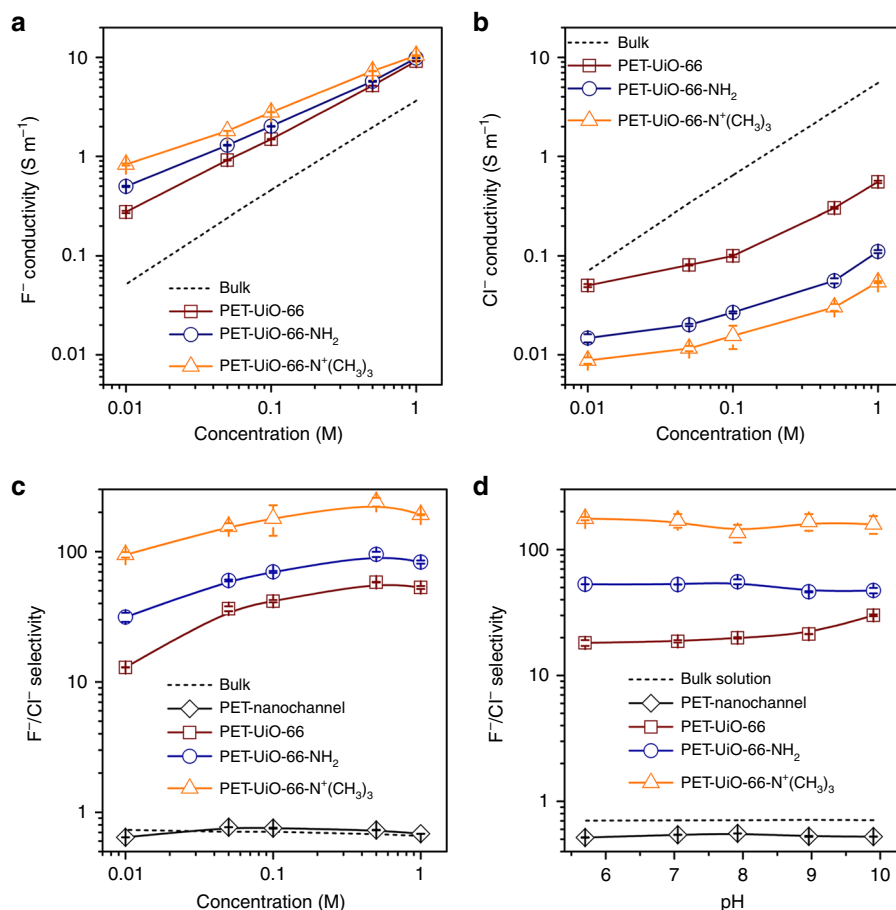 a
F⁻ conductivity (S m⁻¹)
10
1
0.1
0.01
Bulk
PET-UiO-66
PET-UiO-66-NH₂
PET-UiO-66-N⁺(CH₃)₃
0.01
0.1
1
Concentration (M)
b
Cl⁻ conductivity (S m⁻¹)
10
1
0.1
0.01
Bulk
PET-UiO-66
PET-UiO-66-NH₂
PET-UiO-66-N⁺(CH₃)₃
0.01
0.1
1
Concentration (M)
c
F⁻/Cl⁻ selectivity
100
10
1
Bulk
PET-nanochannel
PET-UiO-66
PET-UiO-66-NH₂
PET-UiO-66-N⁺(CH₃)₃
0.01
0.1
1
Concentration (M)
d
F⁻/Cl⁻ selectivity
100
10
1
Bulk solution
PET-nanochannel
PET-UiO-66
PET-UiO-66-NH₂
PET-UiO-66-N⁺(CH₃)₃
6
7
8
9
10
pH